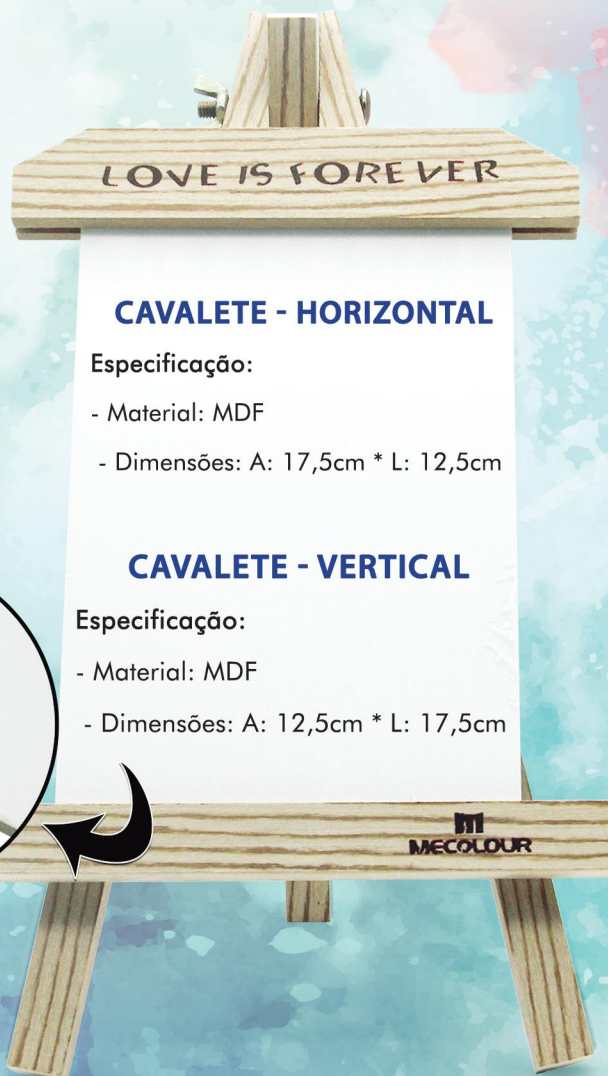 LOVE IS FOREVER
CAVALETE - HORIZONTAL
Especificação:
- Material: MDF
- Dimensões: A: 17,5cm * L: 12,5cm
CAVALETE - VERTICAL
Especificação:
- Material: MDF
- Dimensões: A: 12,5cm * L: 17,5cm
MECOLOUR